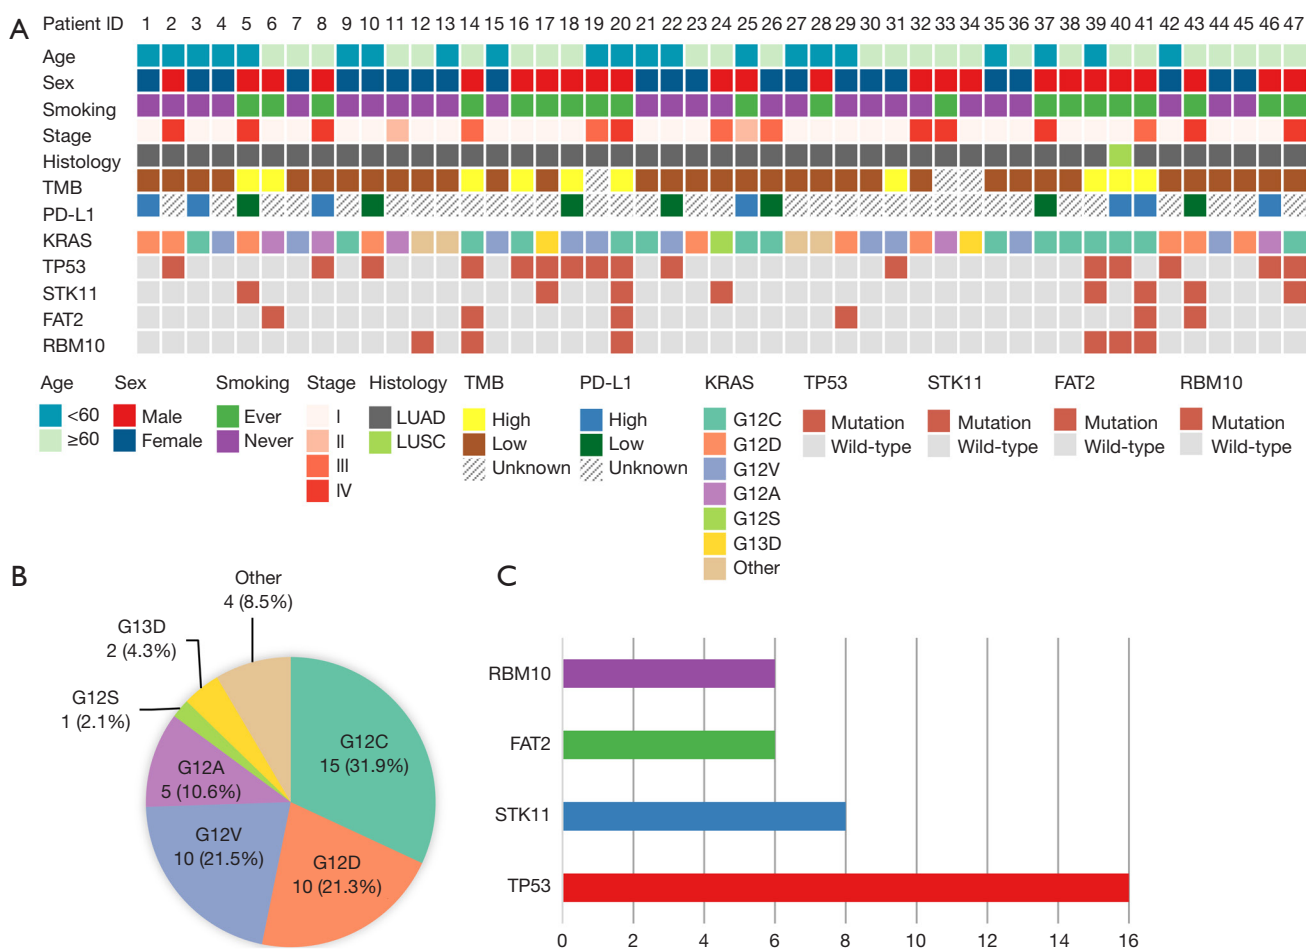 A
Patient ID 1 2 3 4 5 6 7 8 9 10 11 12 13 14 15 16 17 18 19 20 21 22 23 24 25 26 27 28 29 30 31 32 33 34 35 36 37 38 39 40 41 42 43 44 45 46 47
Age
Sex
Smoking
Stage
Histology
TMB
PD-L1
KRAS
TP53
STK11
FAT2
RBM10
Age
<60
≥60
Sex
Male
Female
Smoking
Ever
Never
Stage
I
II
III
IV
Histology
LUAD
LUSC
TMB
High
Low
Unknown
PD-L1
High
Low
Unknown
KRAS
G12C
G12D
G12V
G12A
G12S
G13D
Other
TP53
Mutation
Wild-type
STK11
Mutation
Wild-type
FAT2
Mutation
Wild-type
RBM10
Mutation
Wild-type
B
Other
4 (8.5%)
G13D
2 (4.3%)
G12S
1 (2.1%)
G12A
5 (10.6%)
G12C
15 (31.9%)
G12V
10 (21.5%)
G12D
10 (21.3%)
C
RBM10
FAT2
STK11
TP53
0 2 4 6 8 10 12 14 16